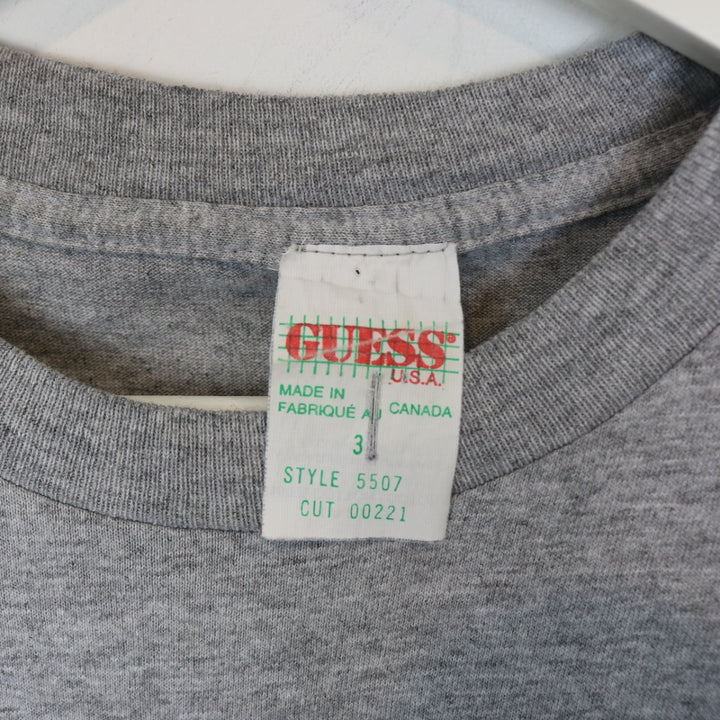 GUESS®
U.S.A.
MADE IN
FABRIQUÉ AU CANADA
3
STYLE 5507
CUT 00221